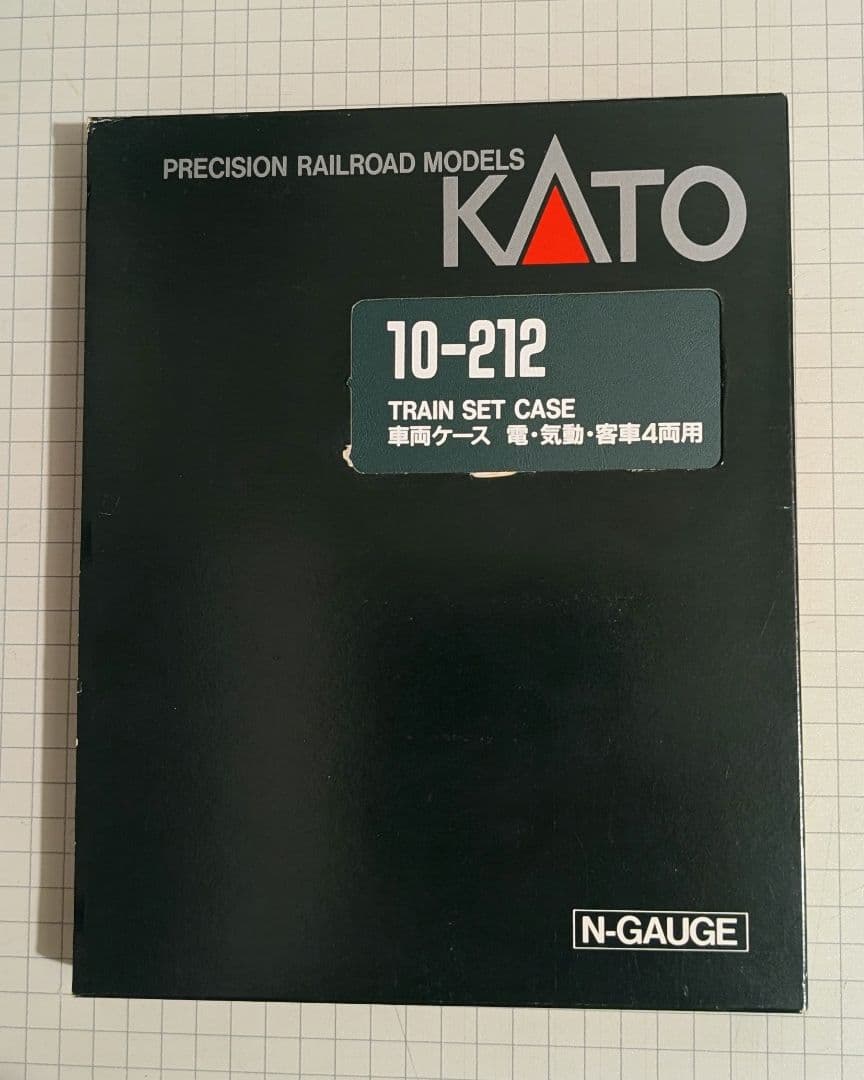 PRECISION RAILROAD MODELS
KATO
10-212
TRAIN SET CASE
車両ケース 電・気動・客車4両用
N-GAUGE